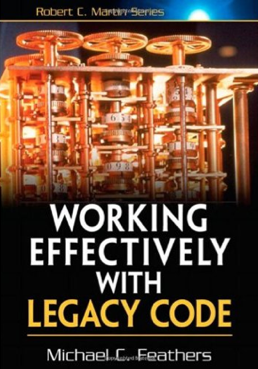 Robert C. Martin Series
WORKING
EFFECTIVELY
WITH
LEGACY CODE
Michael C. Feathers